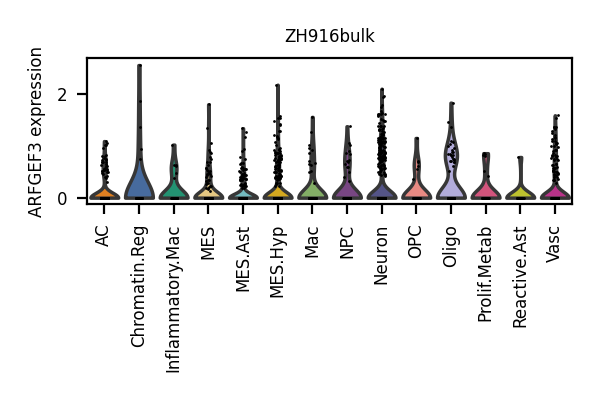 ZH916bulk
ARFGEF3 expression
2
0
AC
Chromatin.Reg
Inflammatory.Mac
MES
MES.Ast
MES.Hyp
Mac
NPC
Neuron
OPC
Oligo
Prolif.Metab
Reactive.Ast
Vasc